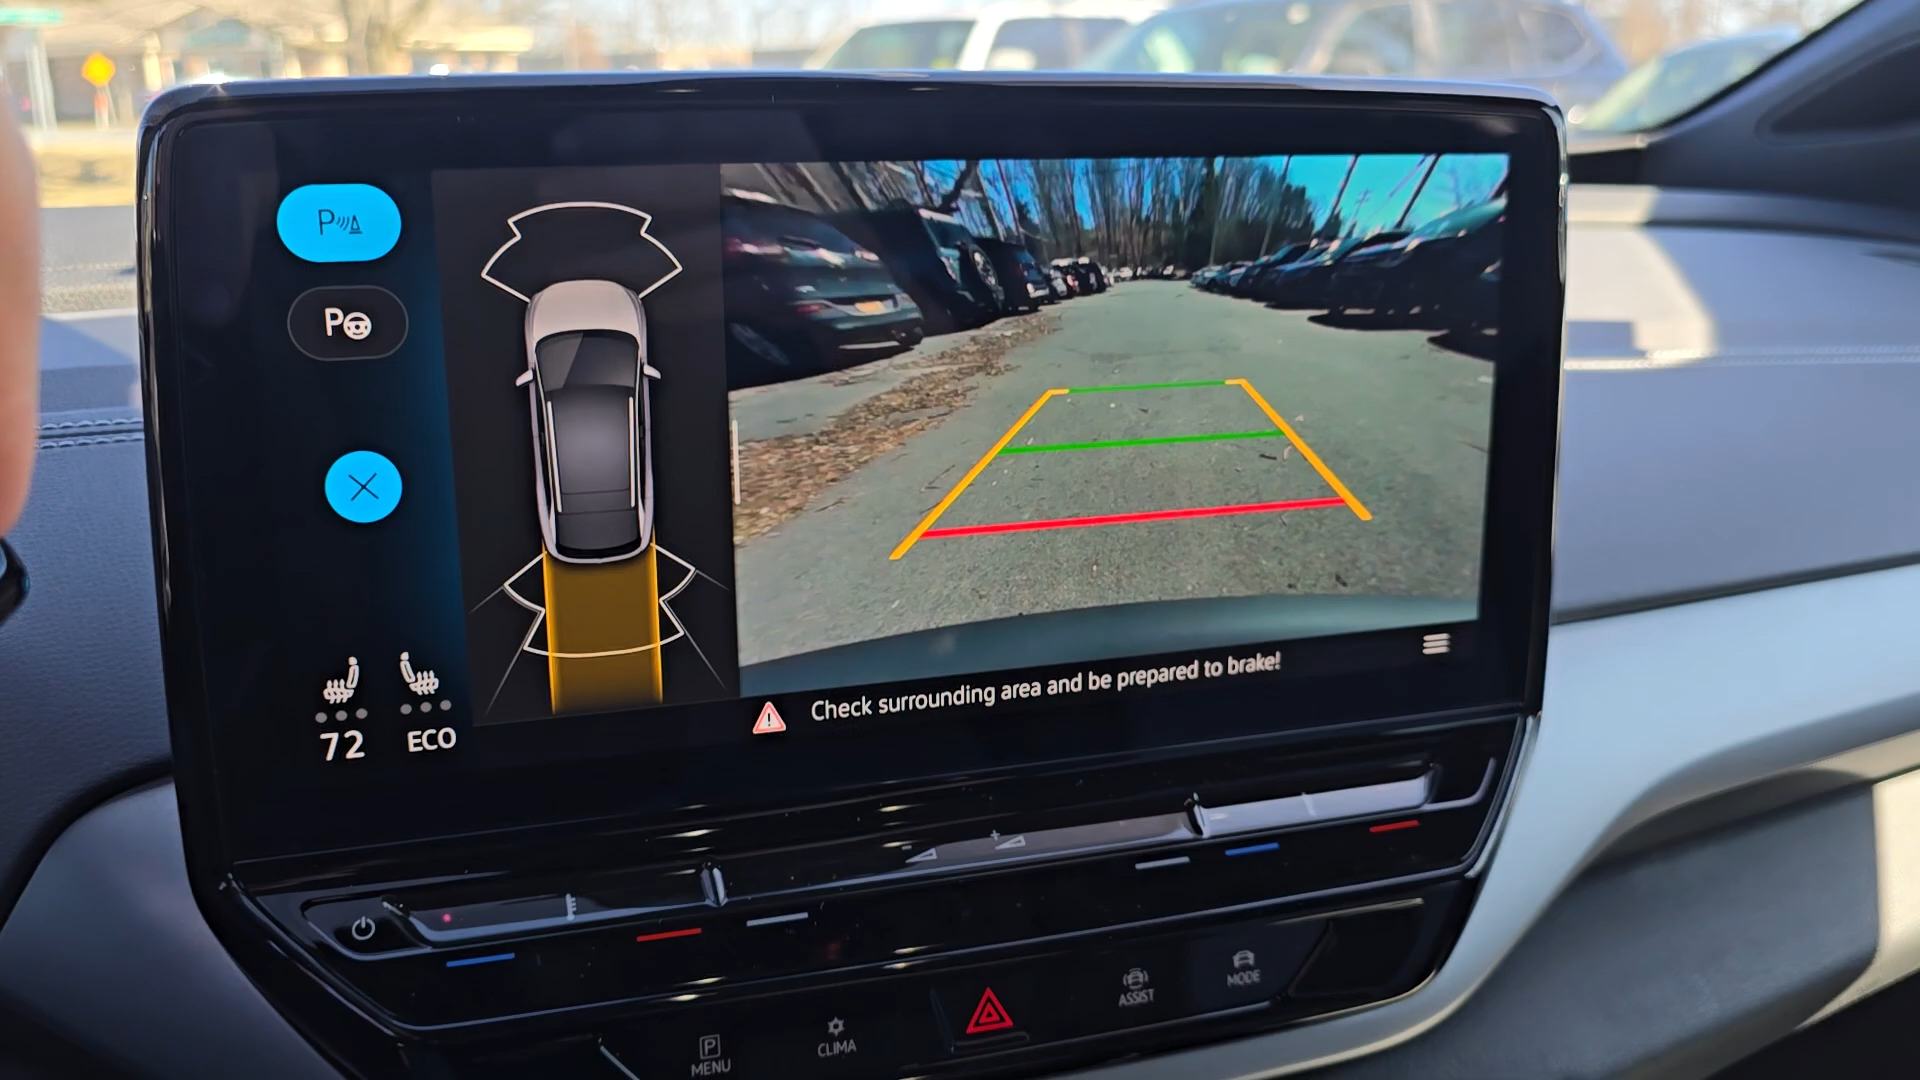 P
P
72
ECO
Check surrounding area and be prepared to brake!
- +
P
MENU
CLIMA
ASSIST
MODE